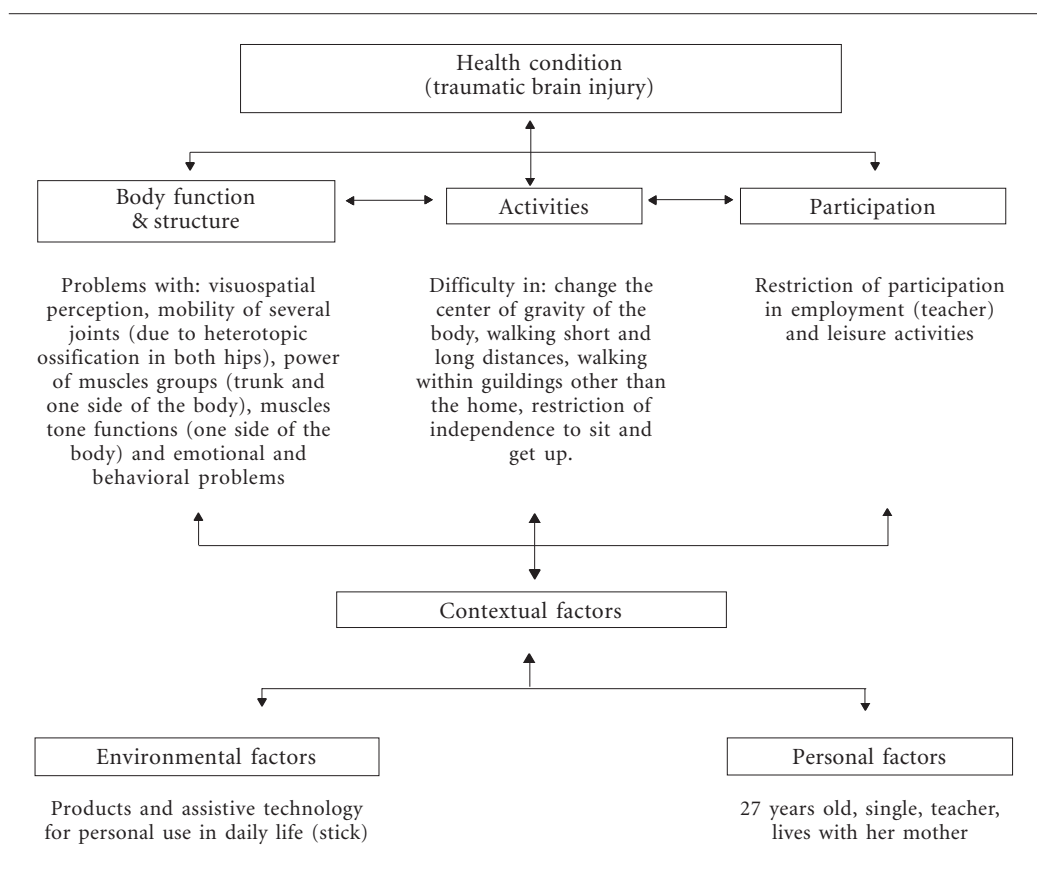 Health condition
(traumatic brain injury)
Body function
& structure
Activities
Participation
Problems with: visuospatial
perception, mobility of several
joints (due to heterotopic
ossification in both hips), power
of muscles groups (trunk and
one side of the body), muscles
tone functions (one side of the
body) and emotional and
behavioral problems
Difficulty in: change the
center of gravity of the
body, walking short and
long distances, walking
within guildings other than
the home, restriction of
independence to sit and
get up.
Restriction of participation
in employment (teacher)
and leisure activities
Contextual factors
Environmental factors
Personal factors
Products and assistive technology
for personal use in daily life (stick)
27 years old, single, teacher,
lives with her mother